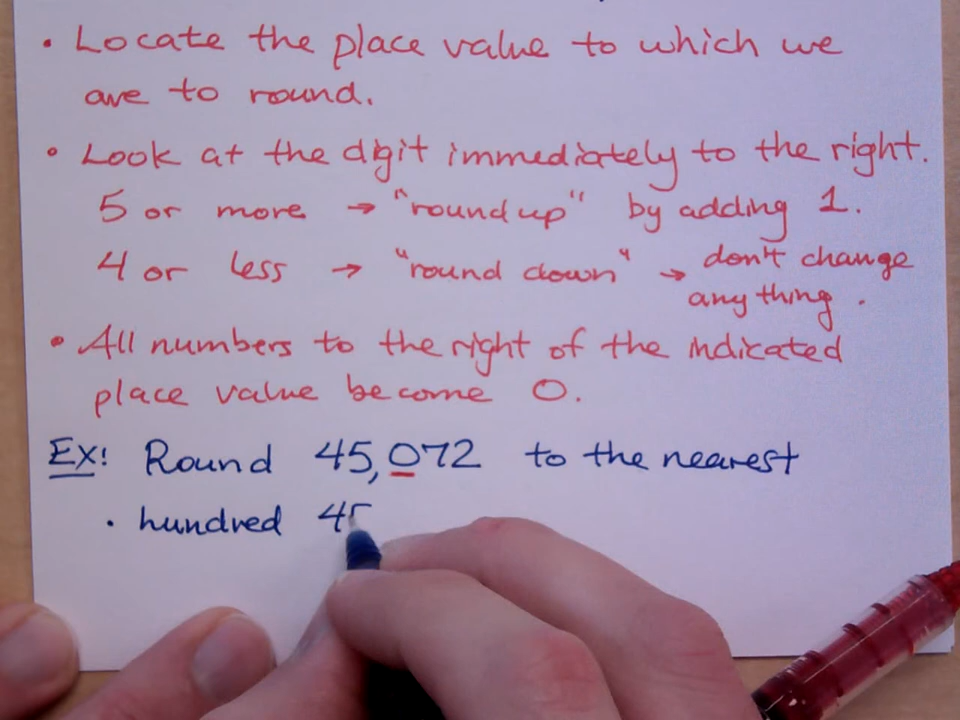 • Locate the place value to which we
are to round.
• Look at the digit immediately to the right.
5 or more → "round up" by adding 1.
4 or less → "round down" → don't change
anything.
• All numbers to the right of the indicated
place value become 0.
Ex: Round 45,072 to the nearest
• hundred 45